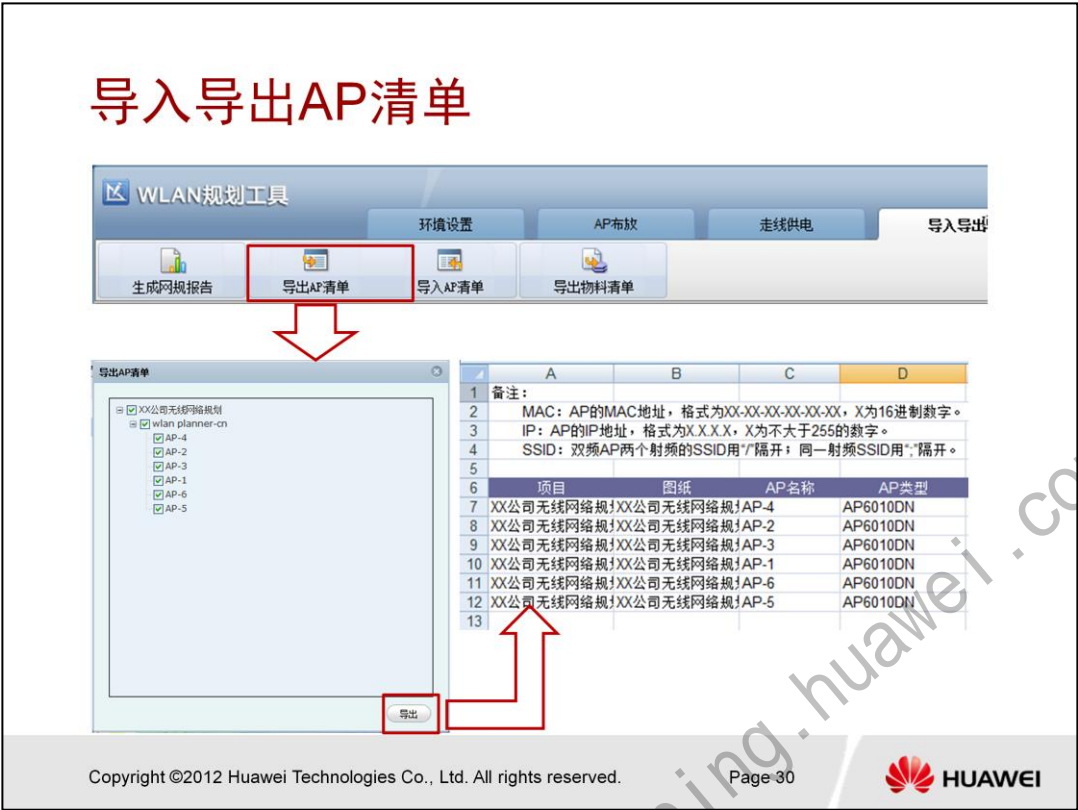 导入导出AP清单
WLAN规划工具
环境设置 AP布放 走线供电 导入导出
生成网规报告 导出AP清单 导入AP清单 导出物料清单
导出AP清单
XX公司无线网络规划
wlan planner-cn
AP-4
AP-2
AP-3
AP-1
AP-6
AP-5
导出
A B C D
1 备注:
2 MAC:AP的MAC地址,格式为XX-XX-XX-XX-XX-XX,X为16进制数字。
3 IP:AP的IP地址,格式为X.X.X.X,X为不大于255的数字。
4 SSID:双频AP两个射频的SSID用"/"隔开;同一射频SSID用";"隔开。
5
6 项目 图纸 AP名称 AP类型
7 XX公司无线网络规 XX公司无线网络规 AP-4 AP6010DN
8 XX公司无线网络规 XX公司无线网络规 AP-2 AP6010DN
9 XX公司无线网络规 XX公司无线网络规 AP-3 AP6010DN
10 XX公司无线网络规 XX公司无线网络规 AP-1 AP6010DN
11 XX公司无线网络规 XX公司无线网络规 AP-6 AP6010DN
12 XX公司无线网络规 XX公司无线网络规 AP-5 AP6010DN
13
ing.huawei.co
Copyright ©2012 Huawei Technologies Co., Ltd. All rights reserved. Page 30 HUAWEI